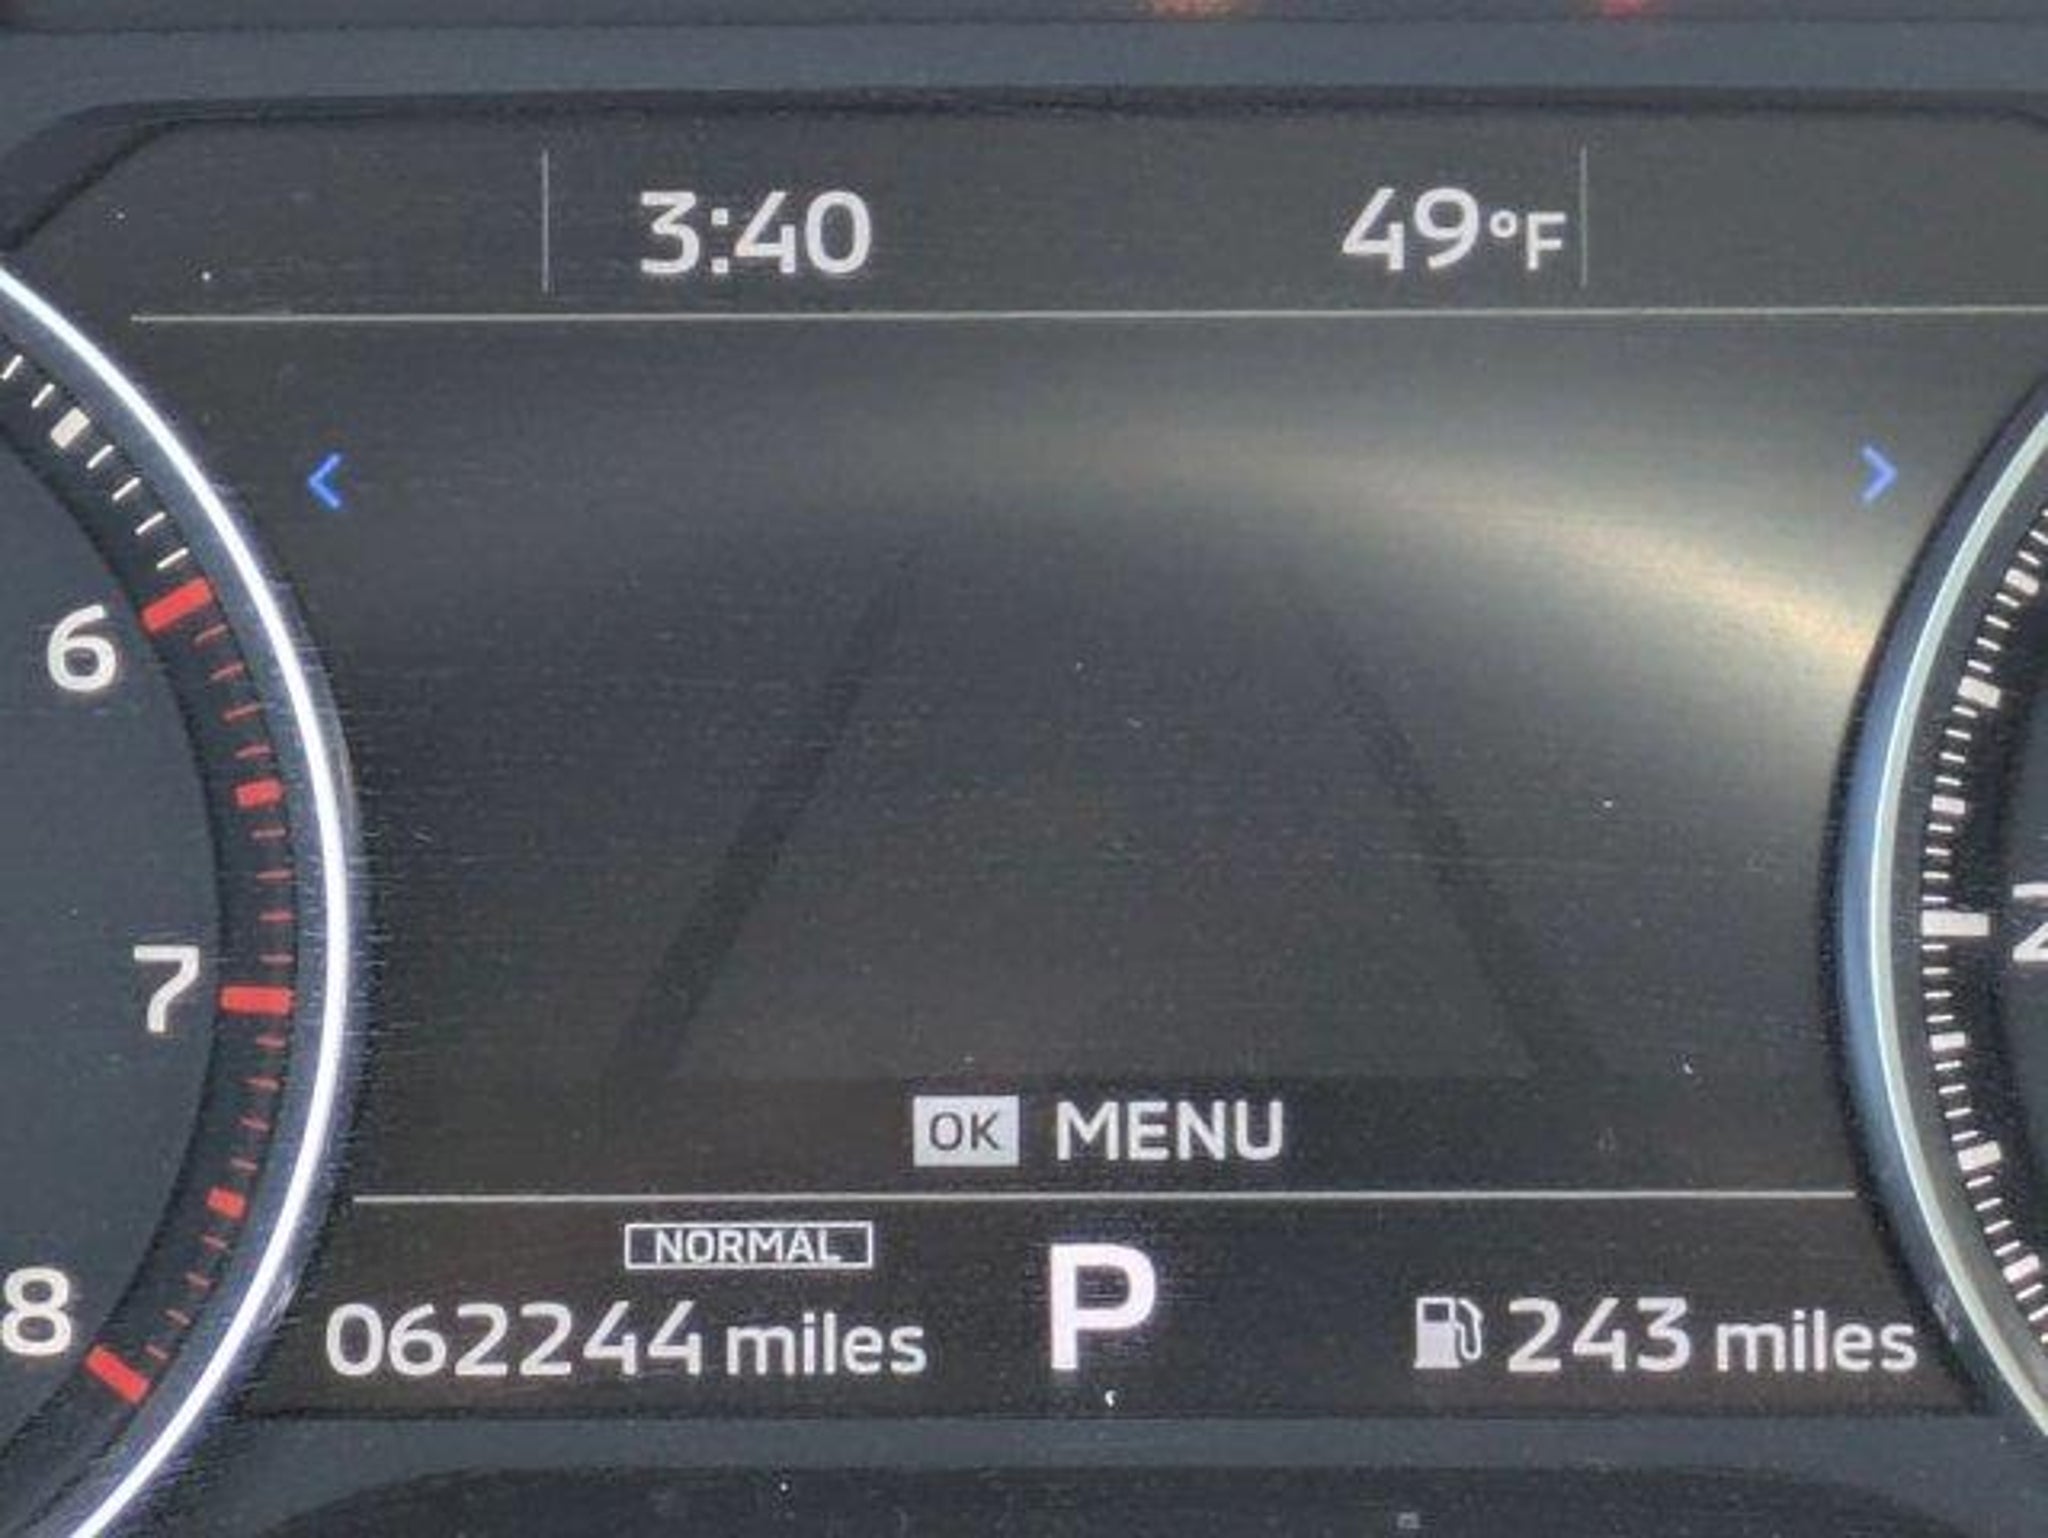 3:40 49°F
6
7
OK MENU
NORMAL
8
062244 miles P 243 miles